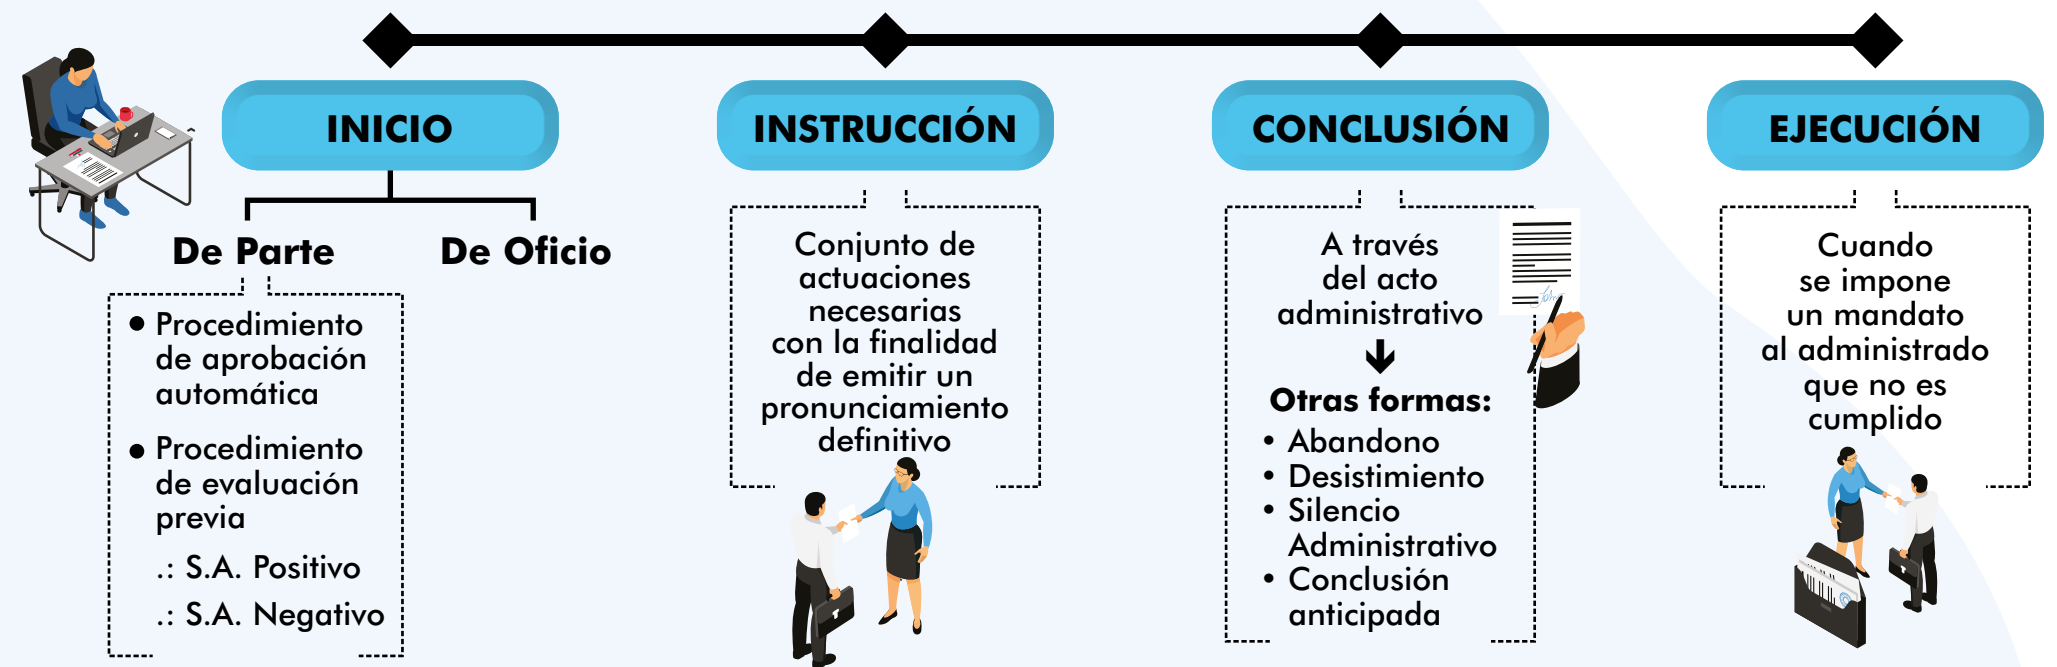 INICIO
De Parte
De Oficio
• Procedimiento
de aprobación
automática
• Procedimiento
de evaluación
previa
.: S.A. Positivo
.: S.A. Negativo
INSTRUCCIÓN
Conjunto de
actuaciones
necesarias
con la finalidad
de emitir un
pronunciamiento
definitivo
CONCLUSIÓN
A través
del acto
administrativo
Otras formas:
• Abandono
• Desistimiento
• Silencio
Administrativo
• Conclusión
anticipada
EJECUCIÓN
Cuando
se impone
un mandato
al administrado
que no es
cumplido